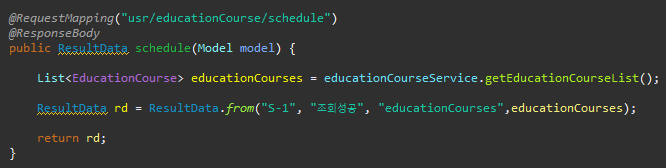 @RequestMapping("usr/educationCourse/schedule")
@ResponseBody
public ResultData schedule(Model model) {
List<EducationCourse> educationCourses = educationCourseService.getEducationCourseList();
ResultData rd = ResultData.from("S-1", "조회성공", "educationCourses",educationCourses);
return rd;
}